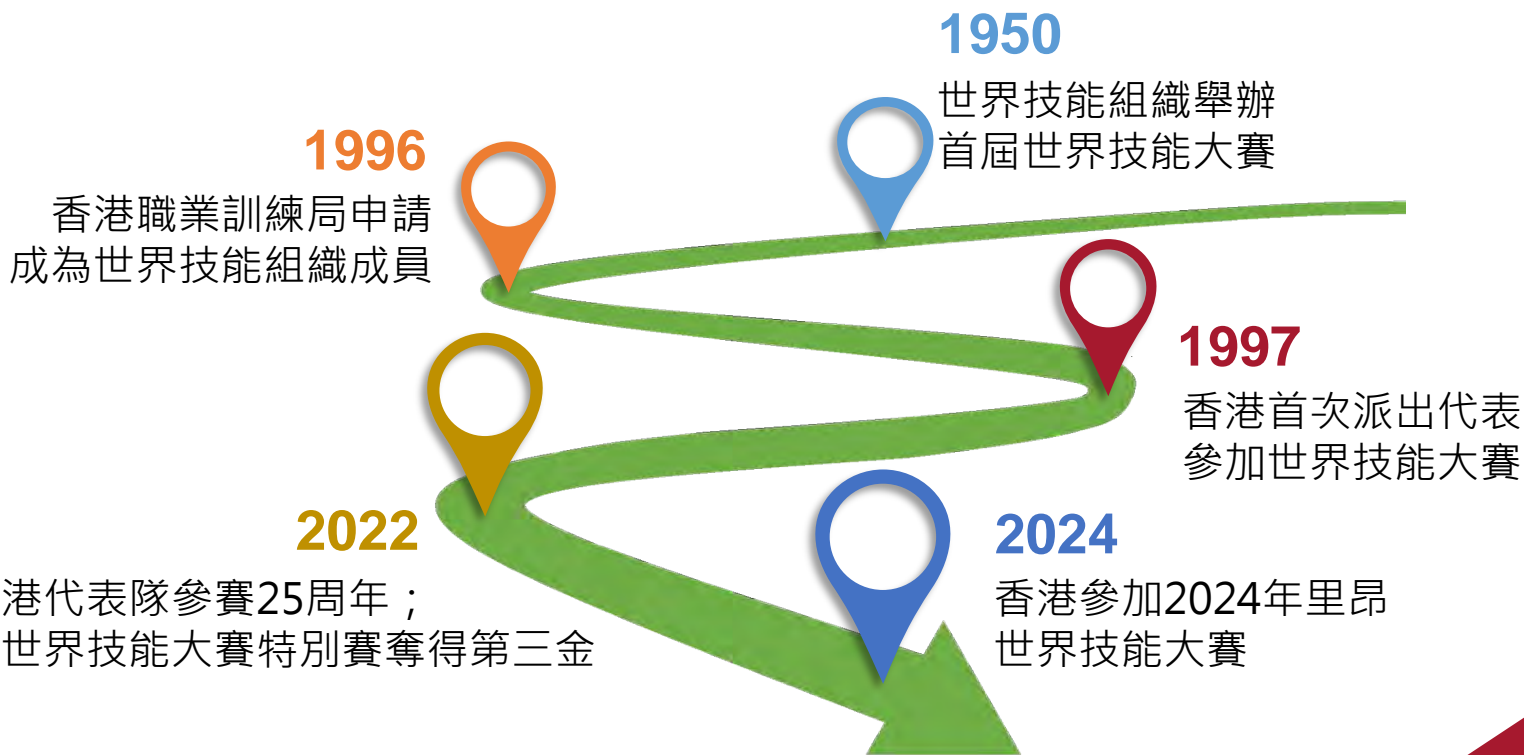 1950
世界技能組織舉辦
首屆世界技能大賽
1996
香港職業訓練局申請
成為世界技能組織成員
1997
香港首次派出代表
參加世界技能大賽
2022
港代表隊參賽25周年；
世界技能大賽特別賽奪得第三金
2024
香港參加2024年里昂
世界技能大賽